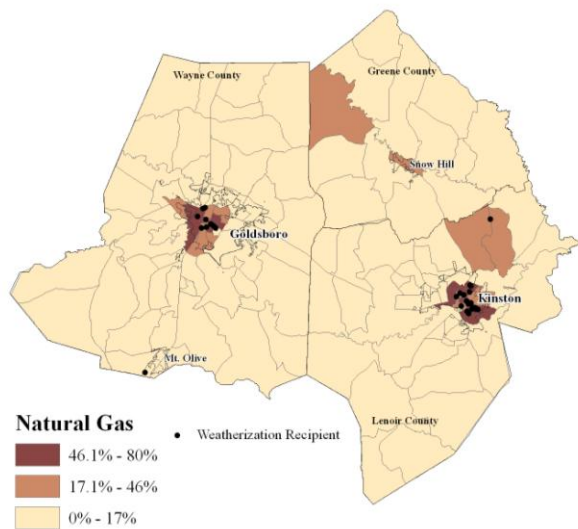 Wayne County
Greene County
Snow Hill
Goldsboro
Kinston
Mt. Olive
Lenoir County
Natural Gas
Weatherization Recipient
46.1% - 80%
17.1% - 46%
0% - 17%